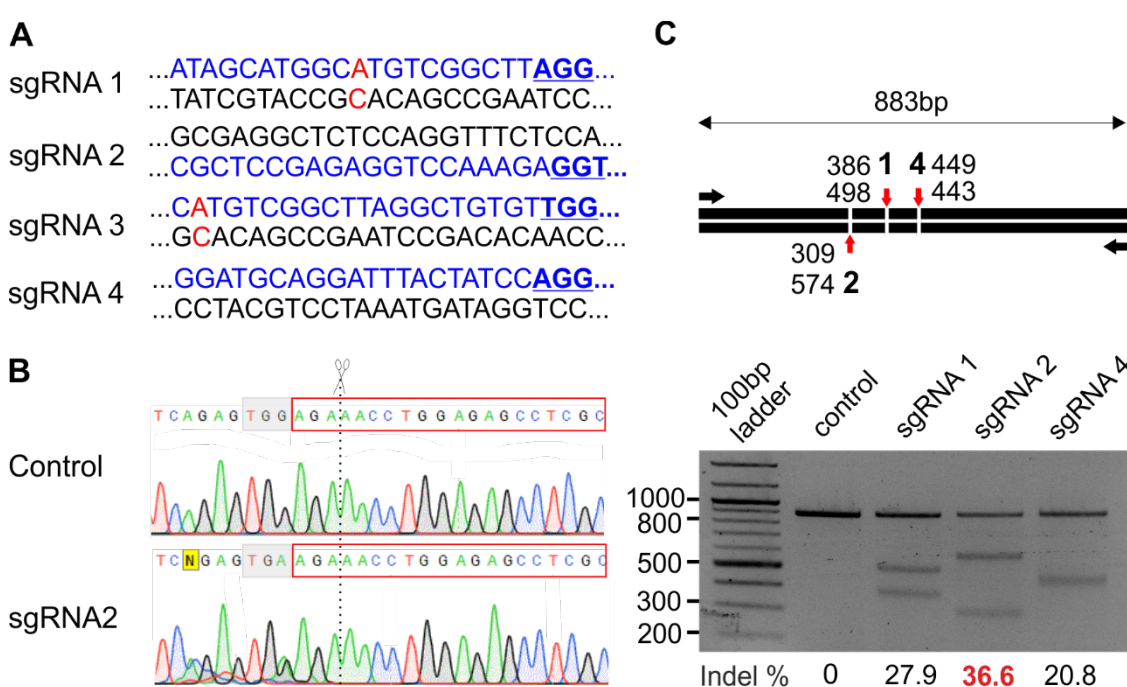 A
sgRNA 1
...ATAGCATGGCATGTCGGCTTAGG...
...TATCGTACCGCACAGCCGAATCC...
sgRNA 2
...GCGAGGCTCTCCAGGTTTCTCCA...
...CGCTCCGAGAGGTCCAAAGAGGT...
sgRNA 3
...CATGTCGGCTTAGGCTGTGTTGG...
...GCACAGCCGAATCCGACACAACC...
sgRNA 4
...GGATGCAGGATTTACTATCCAGG...
...CCTACGTCCTAAATGATAGGTCC...
B
TCAGAGTGGAGAAACCTGGAGAGCCTCGC
Control
TCNGAGTGAAGAAACCTGGAGAGCCTCGC
sgRNA2
C
883bp
386 1 4 449
498 443
309
574 2
100bp ladder
control
sgRNA 1
sgRNA 2
sgRNA 4
1000
800
500
300
200
Indel % 0 27.9 36.6 20.8